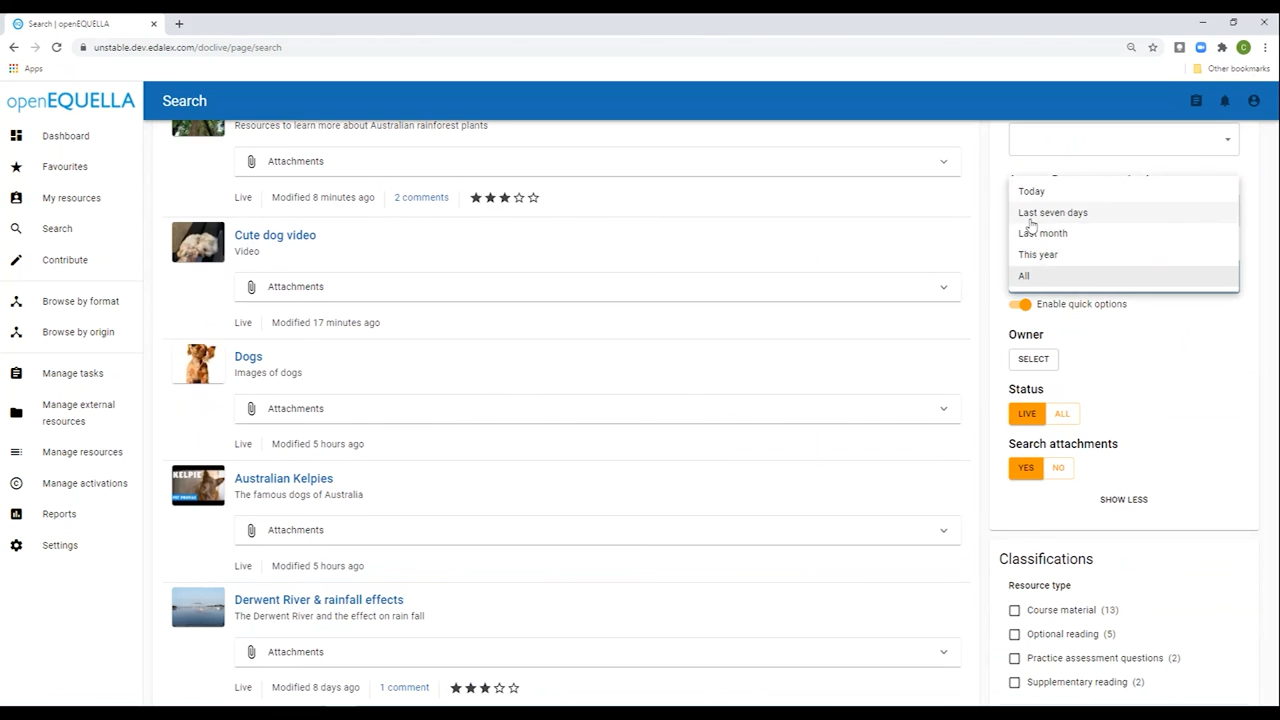 Search | openEQUELLA
unstable.dev.edalex.com/doclive/page/search
Apps
Other bookmarks
openEQUELLA
Search
Dashboard
Favourites
My resources
Search
Contribute
Browse by format
Browse by origin
Manage tasks
Manage external
resources
Manage resources
Manage activations
Reports
Settings
Resources to learn more about Australian rainforest plants
Attachments
Live
Modified 8 minutes ago
2 comments
Cute dog video
Video
Attachments
Live
Modified 17 minutes ago
Dogs
Images of dogs
Attachments
Live
Modified 5 hours ago
KELPIE
Australian Kelpies
The famous dogs of Australia
Attachments
Live
Modified 5 hours ago
Derwent River & rainfall effects
The Derwent River and the effect on rain fall
Attachments
Live
Modified 8 days ago
1 comment
Today
Last seven days
Last month
This year
All
Enable quick options
Owner
SELECT
Status
LIVE
ALL
Search attachments
YES
NO
SHOW LESS
Classifications
Resource type
Course material (13)
Optional reading (5)
Practice assessment questions (2)
Supplementary reading (2)